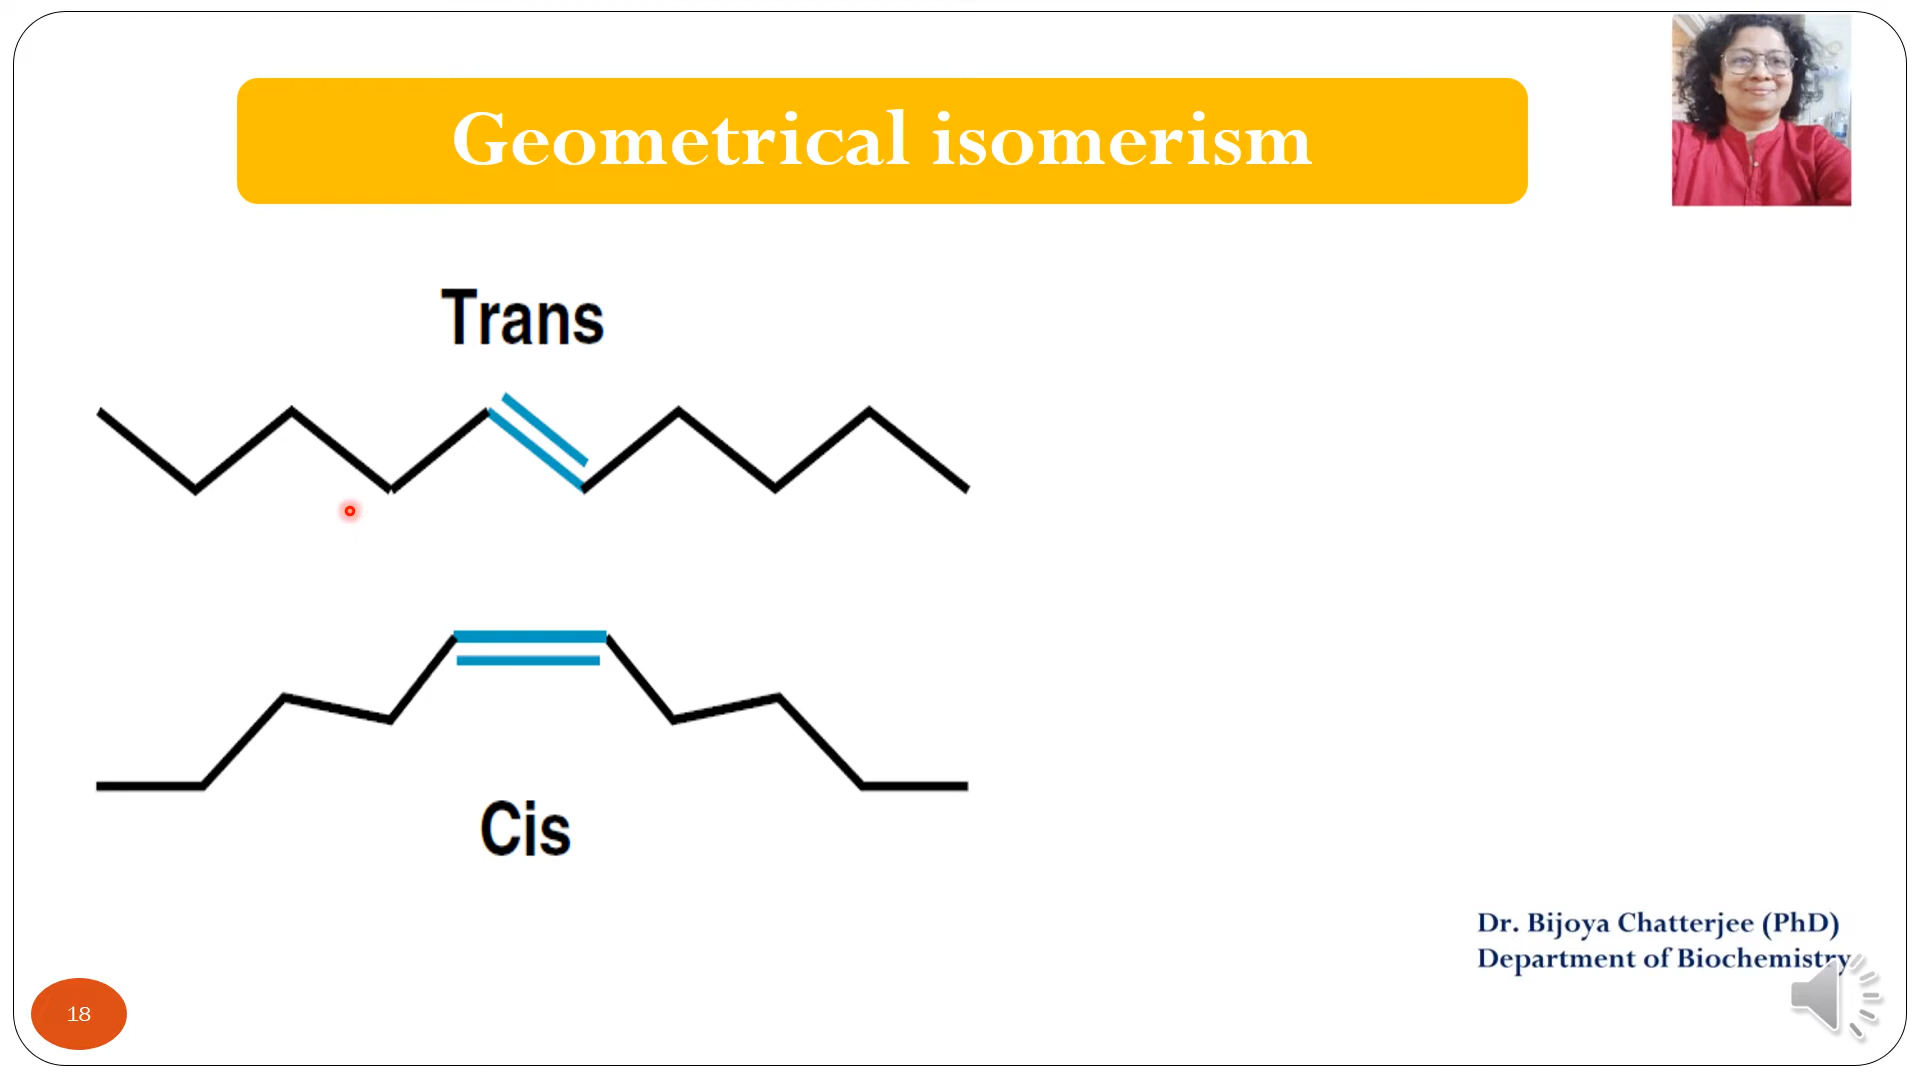 Geometrical isomerism
Trans
Cis
Dr. Bijoya Chatterjee (PhD)
Department of Biochemistry
18